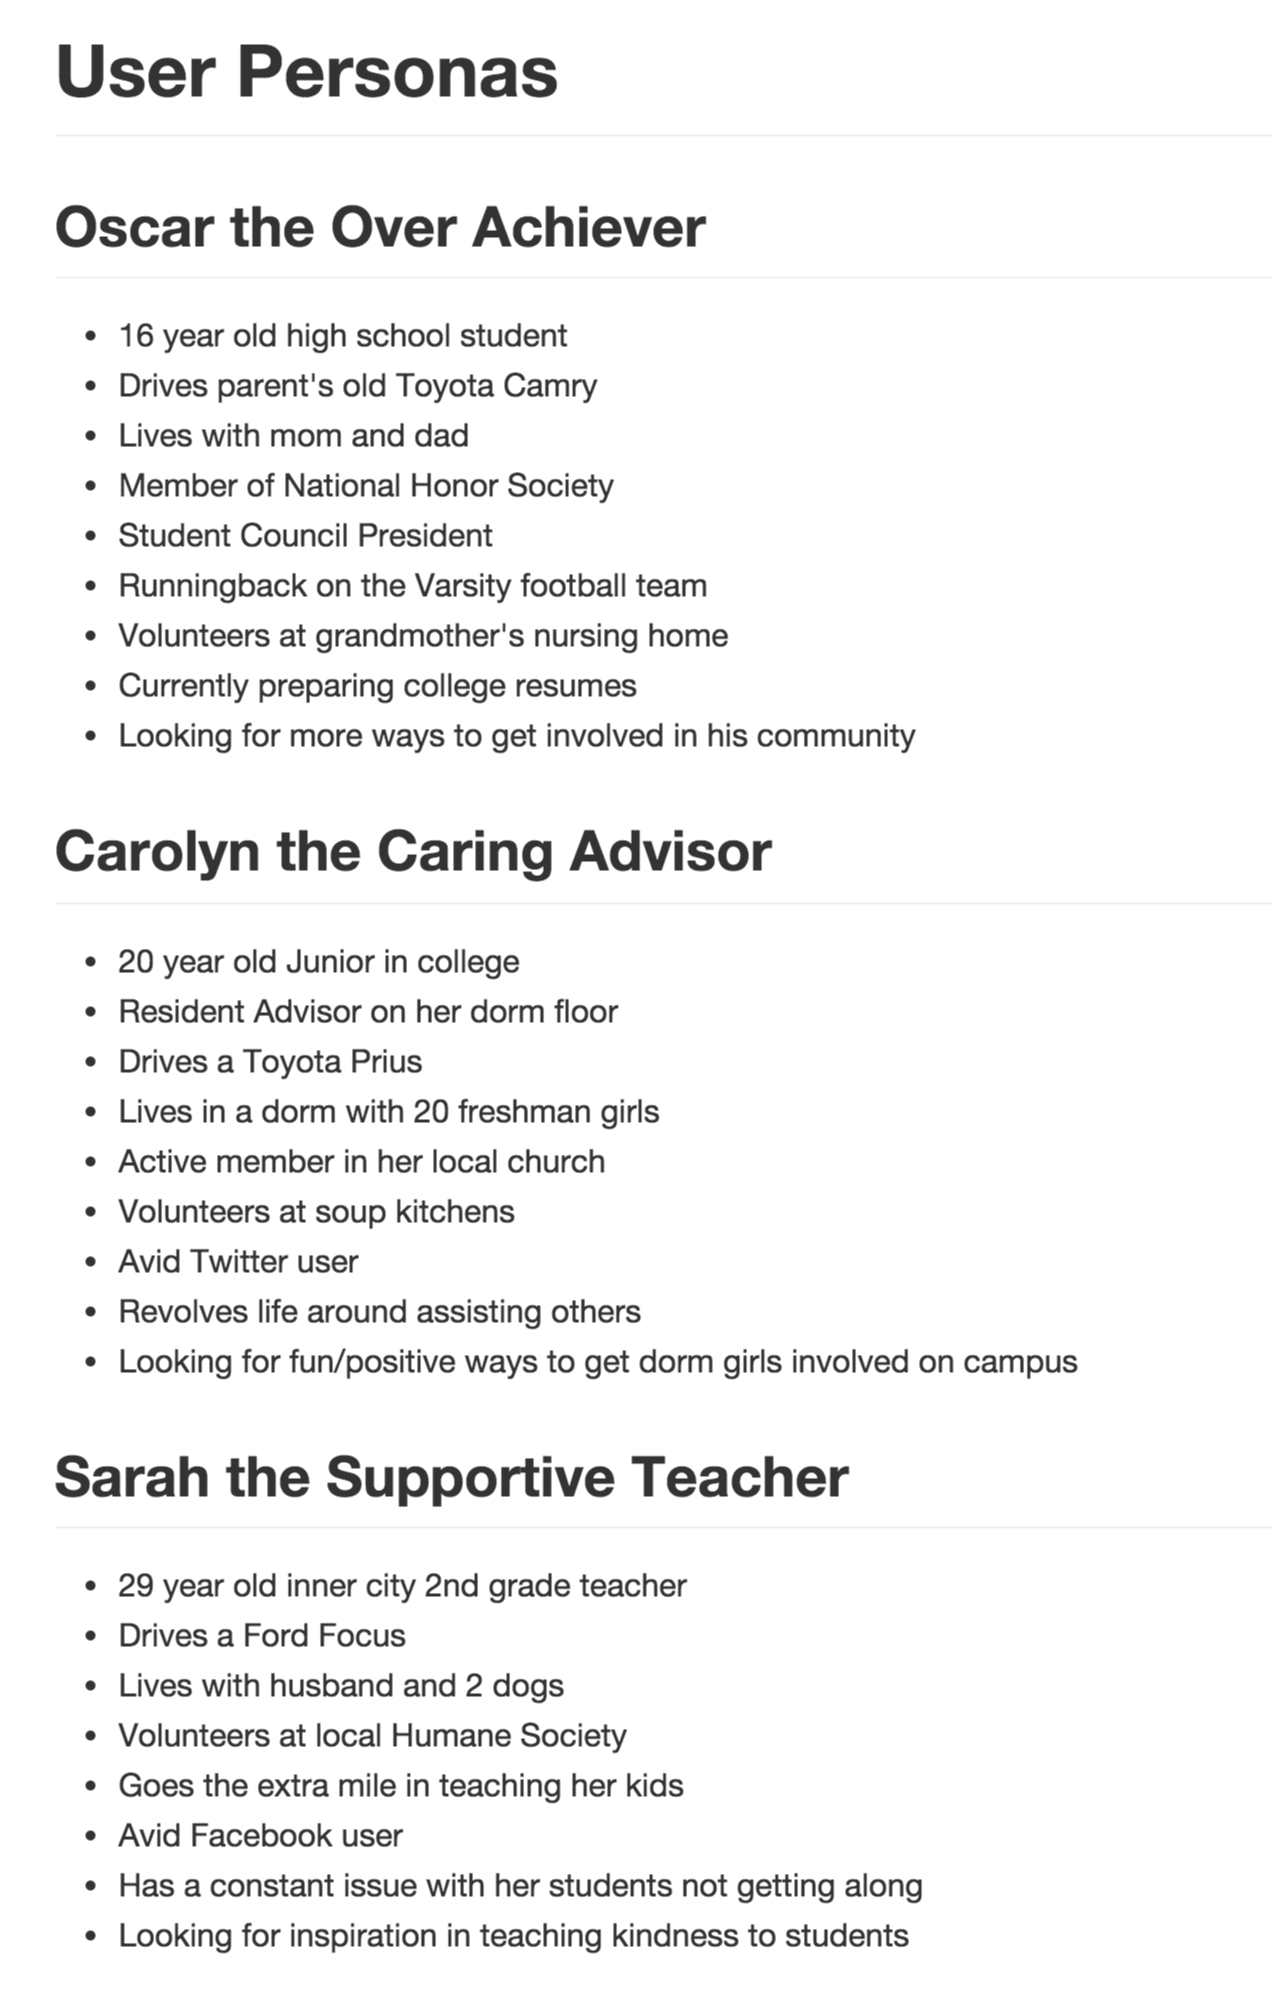 User Personas
Oscar the Over Achiever
• 16 year old high school student
• Drives parent's old Toyota Camry
• Lives with mom and dad
• Member of National Honor Society
• Student Council President
• Runningback on the Varsity football team
• Volunteers at grandmother's nursing home
• Currently preparing college resumes
• Looking for more ways to get involved in his community
Carolyn the Caring Advisor
• 20 year old Junior in college
• Resident Advisor on her dorm floor
• Drives a Toyota Prius
• Lives in a dorm with 20 freshman girls
• Active member in her local church
• Volunteers at soup kitchens
• Avid Twitter user
• Revolves life around assisting others
• Looking for fun/positive ways to get dorm girls involved on campus
Sarah the Supportive Teacher
• 29 year old inner city 2nd grade teacher
• Drives a Ford Focus
• Lives with husband and 2 dogs
• Volunteers at local Humane Society
• Goes the extra mile in teaching her kids
• Avid Facebook user
• Has a constant issue with her students not getting along
• Looking for inspiration in teaching kindness to students